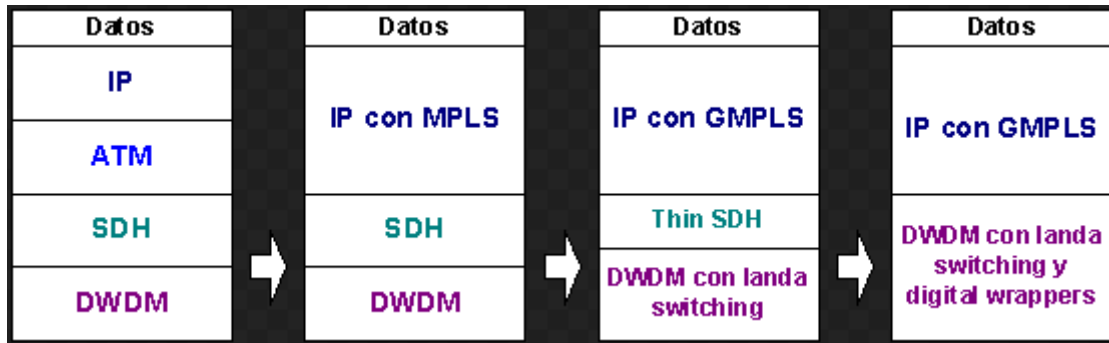 Datos
IP
ATM
SDH
DWDM
Datos
IP con MPLS
SDH
DWDM
Datos
IP con GMPLS
Thin SDH
DWDM con landa
switching
Datos
IP con GMPLS
DWDM con landa
switching y
digital wrappers